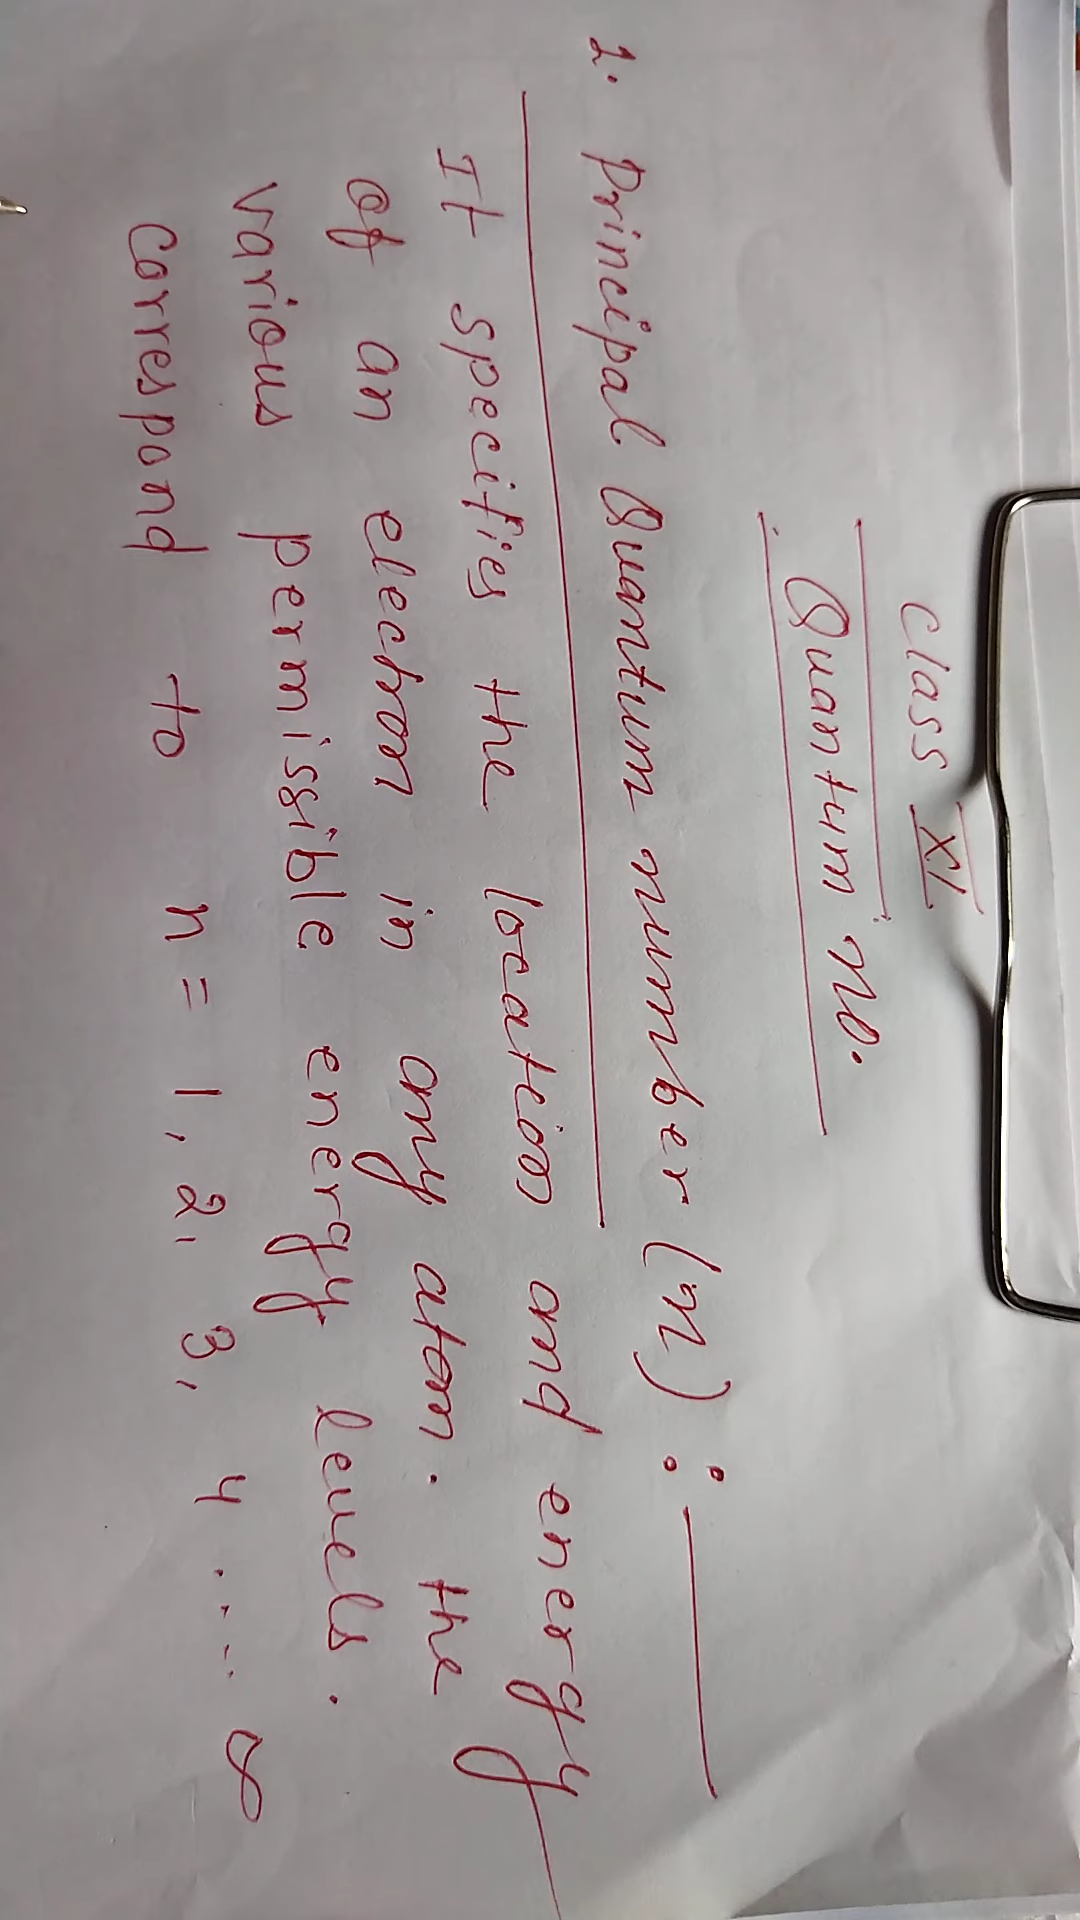 Class XI
Quantum no.
1. Principal Quantum number (n) :
It specifies the location and energy
of an electron in any atom. the
various permissible energy levels.
correspond to n = 1, 2, 3, 4 ..... ∞